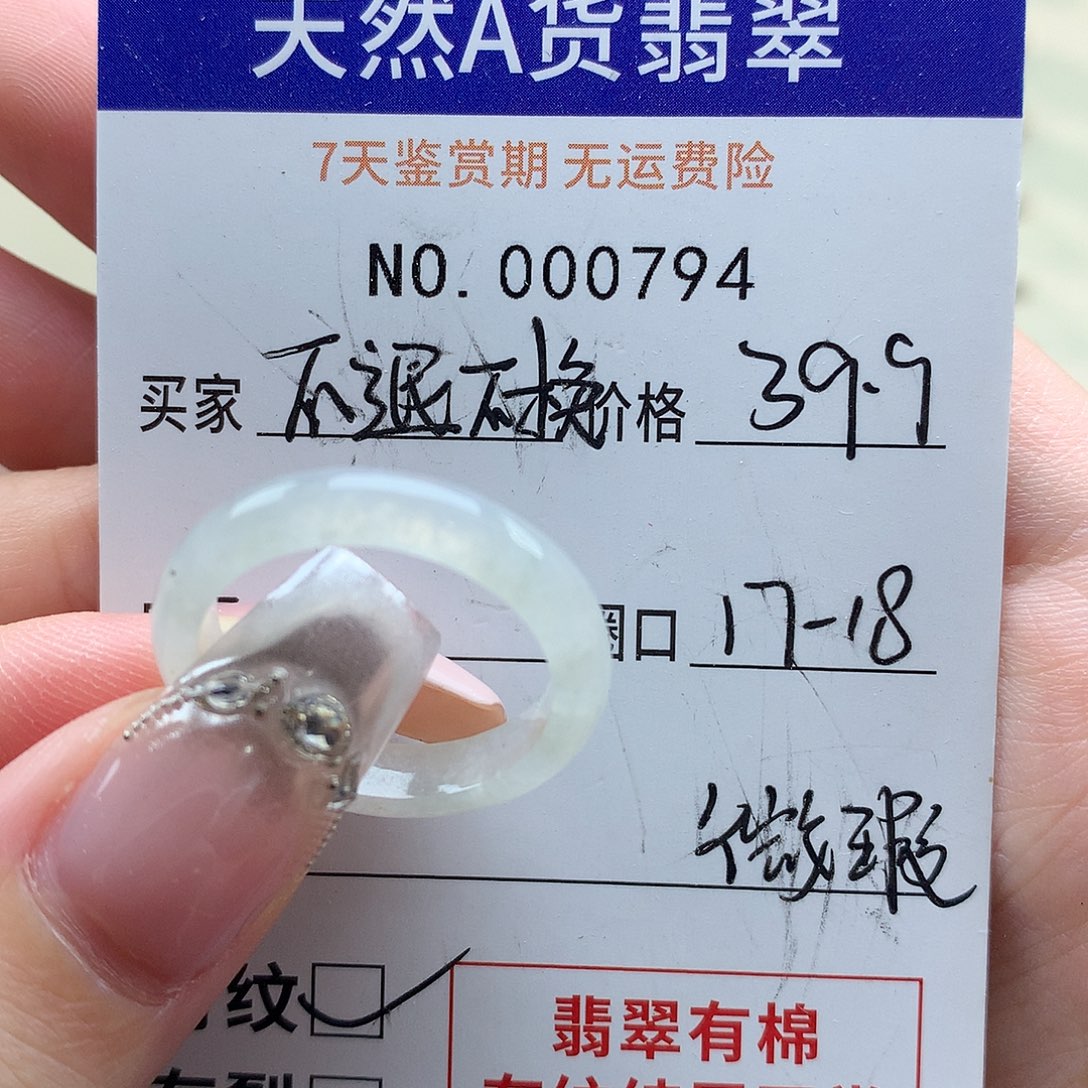 天然A货翡翠
7天鉴赏期 无运费险
NO.000794
买家 不退不换 价格 39.9
圈口 17-18
微瑕
纹
翡翠有棉